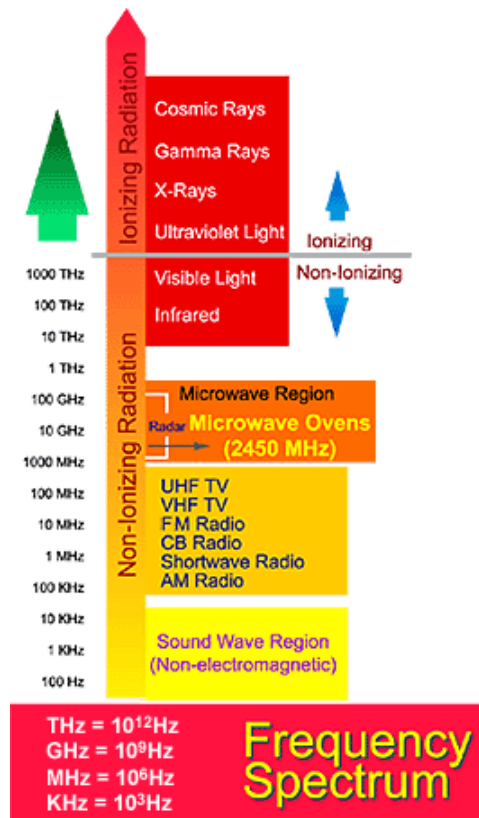 Ionizing Radiation
Cosmic Rays
Gamma Rays
X-Rays
Ultraviolet Light
Ionizing
Non-Ionizing
Visible Light
Infrared
1000 THz
100 THz
10 THz
1 THz
100 GHz
10 GHz
1000 MHz
100 MHz
10 MHz
1 MHz
100 KHz
10 KHz
1 KHz
100 Hz
Non-Ionizing Radiation
Microwave Region
Radar
Microwave Ovens
(2450 MHz)
UHF TV
VHF TV
FM Radio
CB Radio
Shortwave Radio
AM Radio
Sound Wave Region
(Non-electromagnetic)
THz = 10¹²Hz
GHz = 10⁹Hz
MHz = 10⁶Hz
KHz = 10³Hz
Frequency
Spectrum